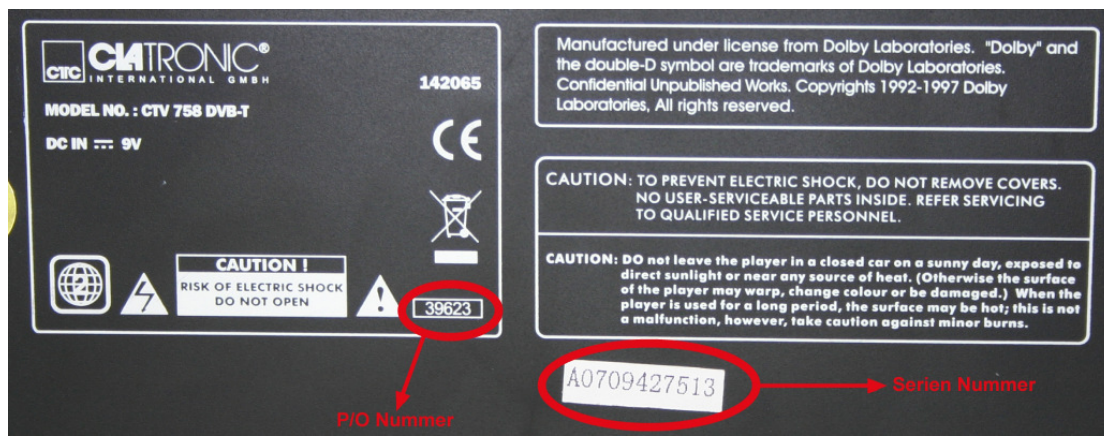 CTC CLATRONIC®
INTERNATIONAL GMBH
142065
MODEL NO. : CTV 758 DVB-T
DC IN ⎓ 9V
CE
2
CAUTION !
RISK OF ELECTRIC SHOCK
DO NOT OPEN
39623
P/O Nummer
Manufactured under license from Dolby Laboratories. "Dolby" and
the double-D symbol are trademarks of Dolby Laboratories.
Confidential Unpublished Works. Copyrights 1992-1997 Dolby
Laboratories, All rights reserved.
CAUTION: TO PREVENT ELECTRIC SHOCK, DO NOT REMOVE COVERS.
NO USER-SERVICEABLE PARTS INSIDE. REFER SERVICING
TO QUALIFIED SERVICE PERSONNEL.
CAUTION: DO not leave the player in a closed car on a sunny day, exposed to
direct sunlight or near any source of heat. (Otherwise the surface
of the player may warp, change colour or be damaged.) When the
player is used for a long period, the surface may be hot; this is not
a malfunction, however, take caution against minor burns.
A0709427513
Serien Nummer